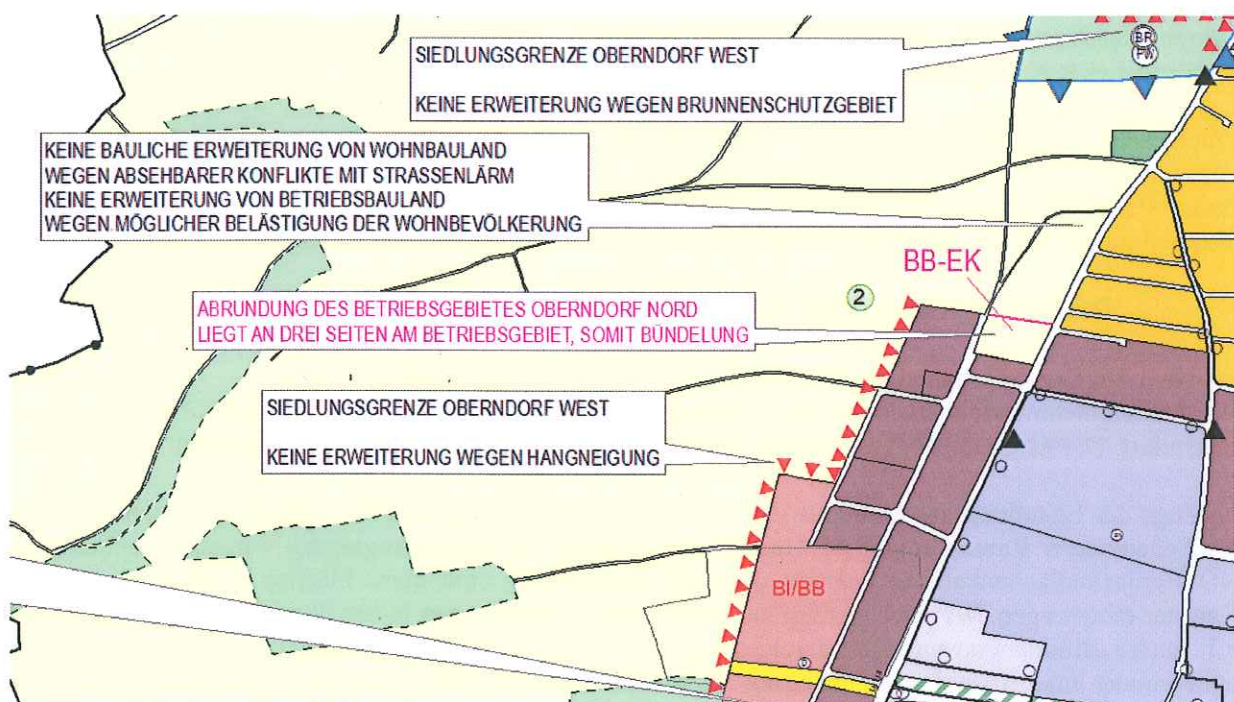 SIEDLUNGSGRENZE OBERNDORF WEST
KEINE ERWEITERUNG WEGEN BRUNNENSCHUTZGEBIET
BR
PW
KEINE BAULICHE ERWEITERUNG VON WOHNBAULAND
WEGEN ABSEHBARER KONFLIKTE MIT STRASSENLÄRM
KEINE ERWEITERUNG VON BETRIEBSBAULAND
WEGEN MÖGLICHER BELÄSTIGUNG DER WOHNBEVÖLKERUNG
BB-EK
2
ABRUNDUNG DES BETRIEBSGEBIETES OBERNDORF NORD
LIEGT AN DREI SEITEN AM BETRIEBSGEBIET, SOMIT BÜNDELUNG
SIEDLUNGSGRENZE OBERNDORF WEST
KEINE ERWEITERUNG WEGEN HANGNEIGUNG
BI/BB